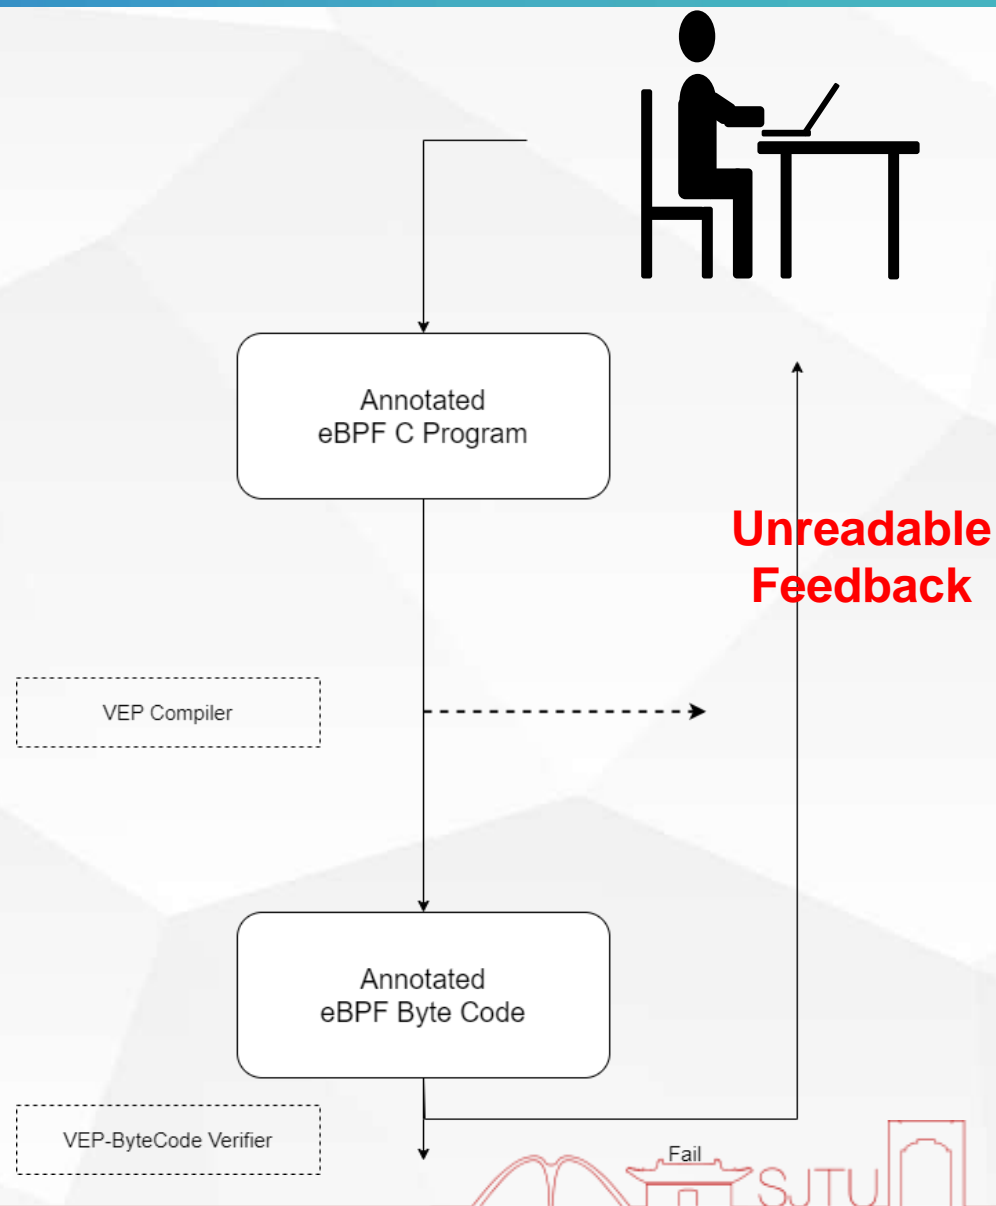 Annotated
eBPF C Program
Unreadable
Feedback
VEP Compiler
Annotated
eBPF Byte Code
VEP-ByteCode Verifier
Fail
SJTU